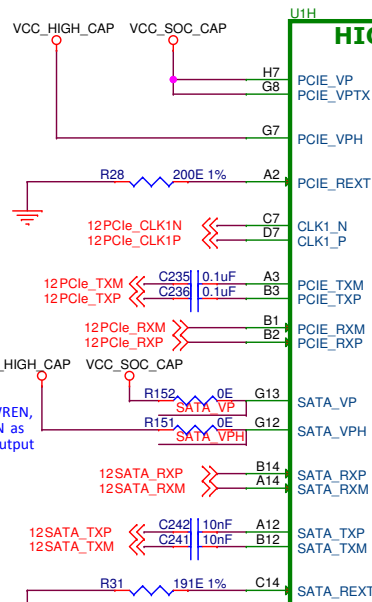 U1H
VCC_HIGH_CAP VCC_SOC_CAP
H7 PCIE_VP
G8 PCIE_VPTX
G7 PCIE_VPH
R28 200E 1% A2 PCIE_REXT
12PCIe_CLK1N C7 CLK1_N
12PCIe_CLK1P D7 CLK1_P
12PCIe_TXM C235 0.1uF A3 PCIE_TXM
12PCIe_TXP C236 0.1uF B3 PCIE_TXP
12PCIe_RXM B1 PCIE_RXM
12PCIe_RXP B2 PCIE_RXP
_HIGH_CAP VCC_SOC_CAP
R152 0E G13 SATA_VP
SATA_VP
R151 0E G12 SATA_VPH
SATA_VPH
12SATA_RXP B14 SATA_RXP
12SATA_RXM A14 SATA_RXM
12SATA_TXP C242 10nF A12 SATA_TXP
12SATA_TXM C241 10nF B12 SATA_TXM
R31 191E 1% C14 SATA_REXT